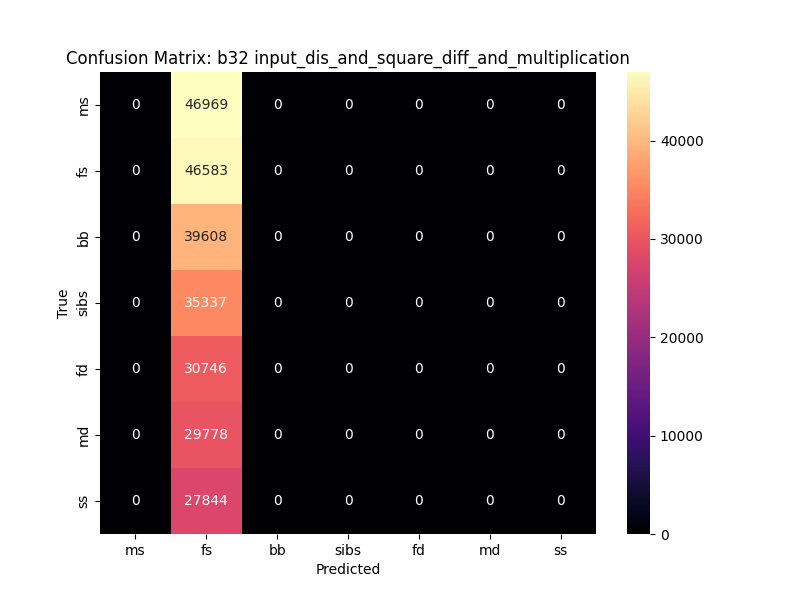 Confusion Matrix: b32 input_dis_and_square_diff_and_multiplication
ms 0 46969 0 0 0 0 0
fs 0 46583 0 0 0 0 0
bb 0 39608 0 0 0 0 0
sibs 0 35337 0 0 0 0 0
fd 0 30746 0 0 0 0 0
md 0 29778 0 0 0 0 0
ss 0 27844 0 0 0 0 0
True
ms fs bb sibs fd md ss
Predicted
40000
30000
20000
10000
0